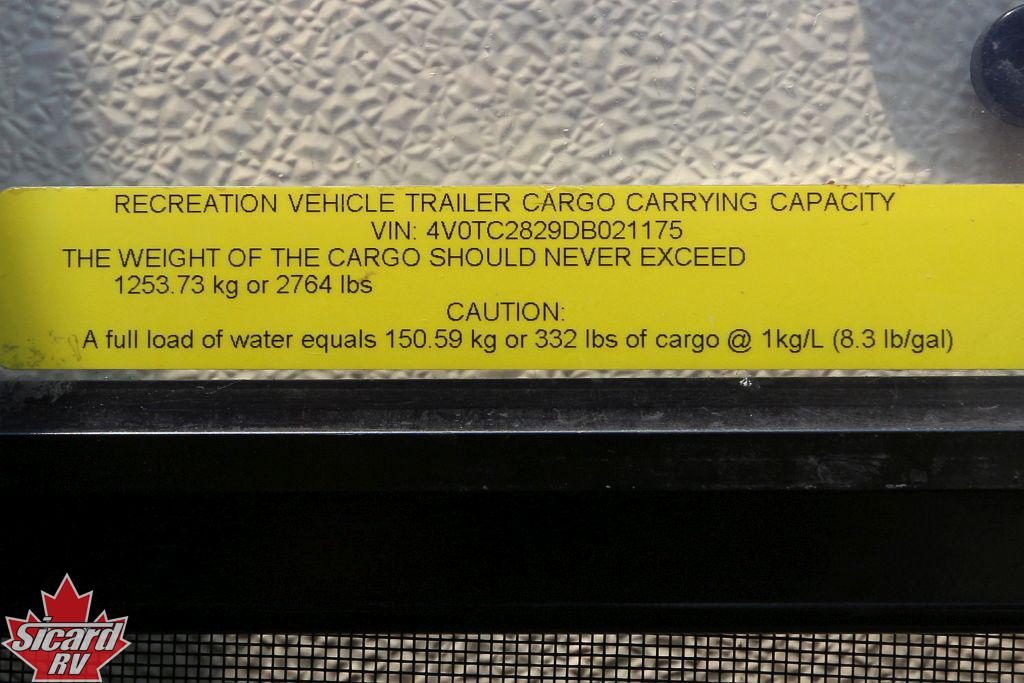 RECREATION VEHICLE TRAILER CARGO CARRYING CAPACITY
VIN: 4V0TC2829DB021175
THE WEIGHT OF THE CARGO SHOULD NEVER EXCEED
1253.73 kg or 2764 lbs
CAUTION:
A full load of water equals 150.59 kg or 332 lbs of cargo @ 1kg/L (8.3 lb/gal)
Sicard
RV